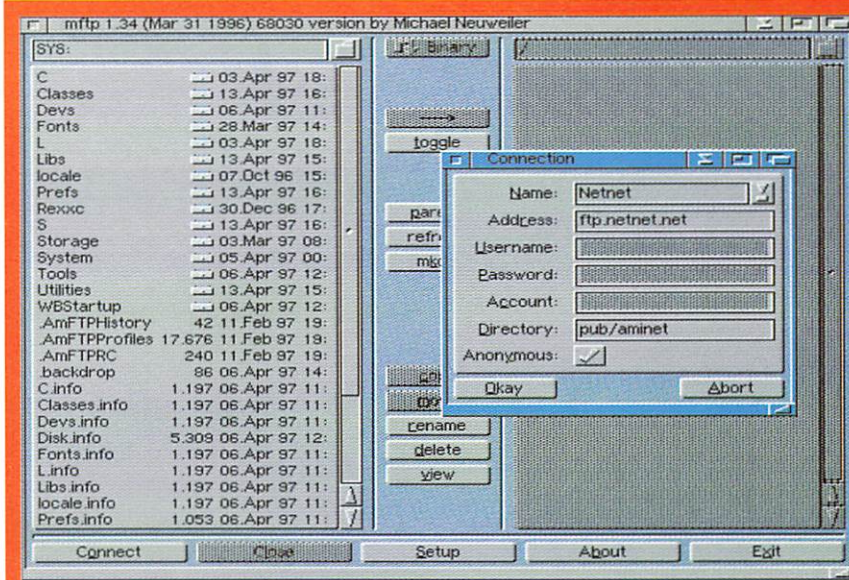 mftp 1.34 (Mar 31 1996) 68030 version by Michael Neuweiler
SYS:
C 03.Apr 97 18:
Classes 13.Apr 97 16:
Devs 06.Apr 97 11:
Fonts 28.Mar 97 14:
L 03.Apr 97 18:
Libs 13.Apr 97 15:
locale 07.Oct 96 15:
Prefs 13.Apr 97 16:
Rexxc 30.Dec 96 17:
S 13.Apr 97 16:
Storage 03.Mar 97 08:
System 05.Apr 97 00:
Tools 06.Apr 97 12:
Utilities 13.Apr 97 15:
WBStartup 06.Apr 97 12:
.AmFTPHistory 42 11.Feb 97 19:
.AmFTPProfiles 17.676 11.Feb 97 19:
.AmFTPRC 240 11.Feb 97 19:
.backdrop 86 06.Apr 97 14:
C.info 1.197 06.Apr 97 11:
Classes.info 1.197 06.Apr 97 11:
Devs.info 1.197 06.Apr 97 11:
Disk.info 5.309 06.Apr 97 12:
Fonts.info 1.197 06.Apr 97 11:
L.info 1.197 06.Apr 97 11:
Libs.info 1.197 06.Apr 97 11:
locale.info 1.197 06.Apr 97 11:
Prefs.info 1.053 06.Apr 97 11:
Binary
toggle
pare
refr
mk
rename
delete
view
/
Connection
Name: Netnet
Address: ftp.netnet.net
Username:
Password:
Account:
Directory: pub/aminet
Anonymous:
Okay Abort
Connect Close Setup About Exit